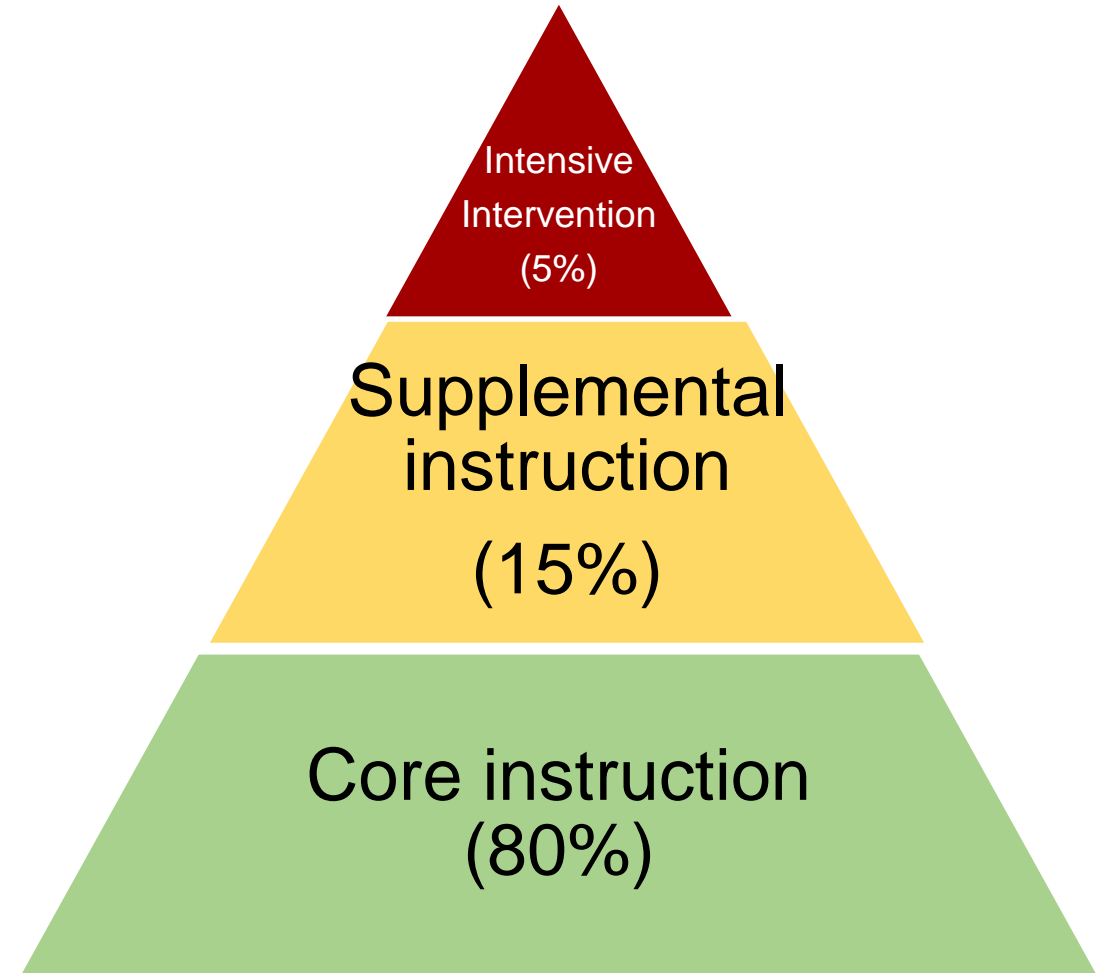 Intensive
Intervention
(5%)
Supplemental
instruction
(15%)
Core instruction
(80%)